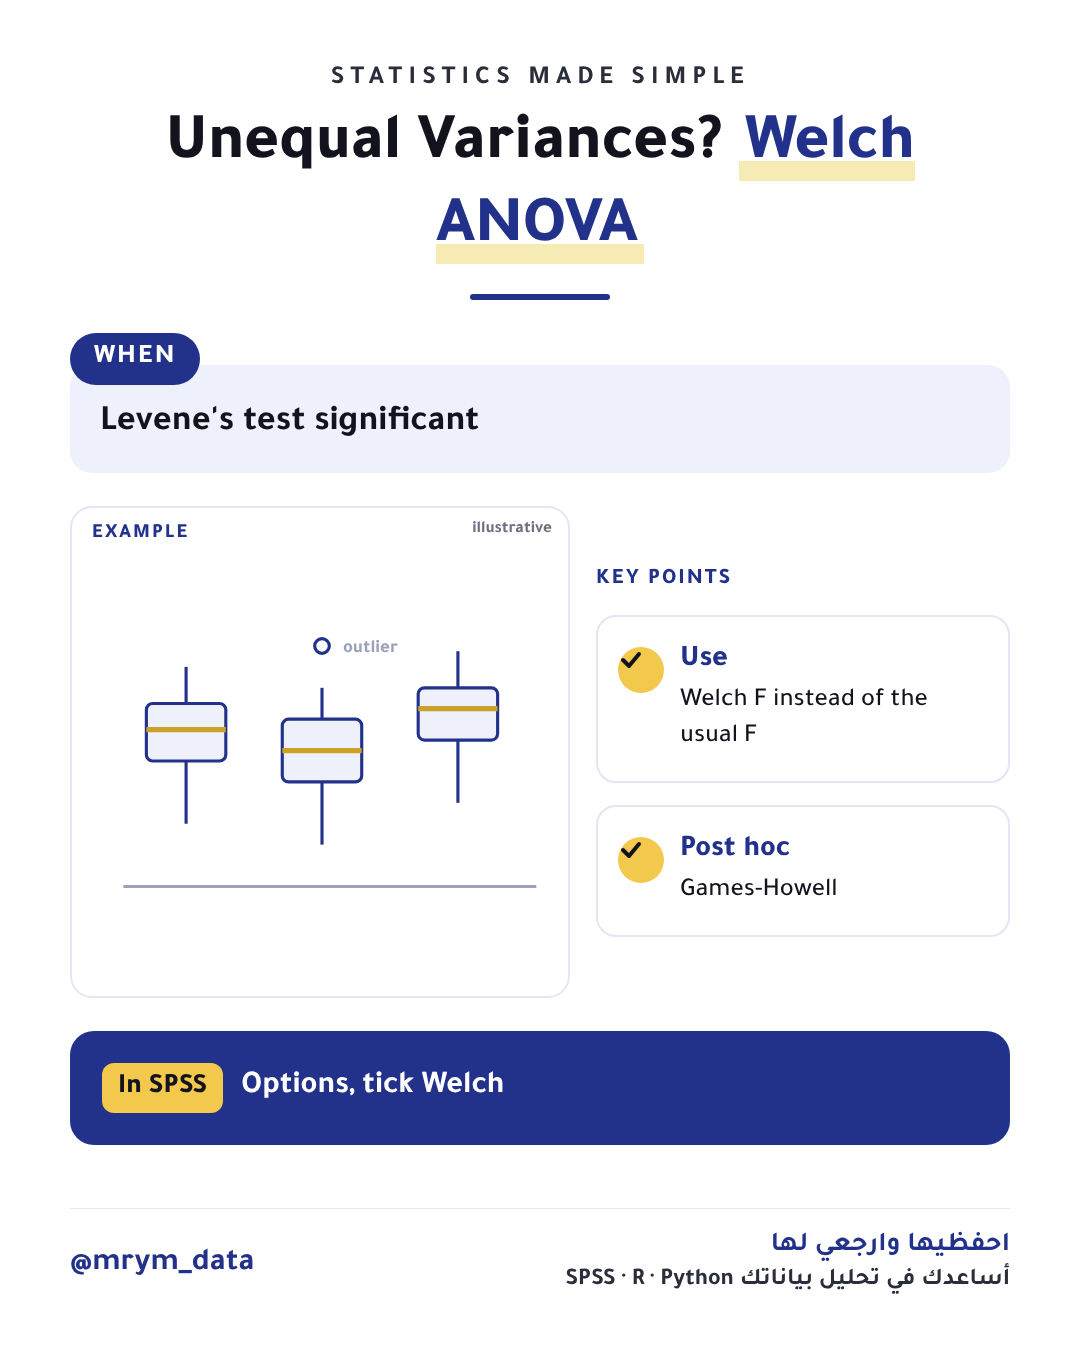 STATISTICS MADE SIMPLE
Unequal Variances? Welch
ANOVA
WHEN
Levene's test significant
EXAMPLE
illustrative
outlier
KEY POINTS
Use
Welch F instead of the
usual F
Post hoc
Games-Howell
In SPSS
Options, tick Welch
@mrym_data
احفظيها وارجعي لها
أساعدك في تحليل بياناتك SPSS · R · Python